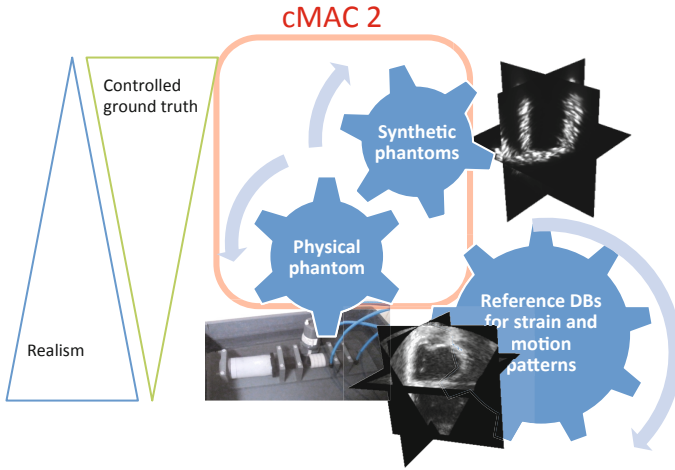 cMAC 2
Controlled
ground truth
Synthetic
phantoms
Physical
phantom
Reference DBs
for strain and
motion
patterns
Realism